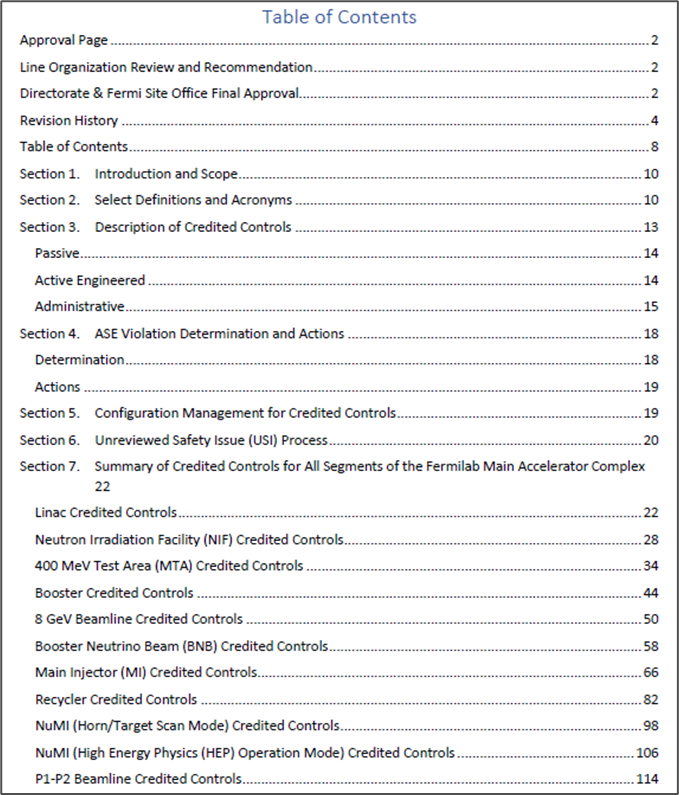 Table of Contents
Approval Page ... 2
Line Organization Review and Recommendation ... 2
Directorate & Fermi Site Office Final Approval ... 2
Revision History ... 4
Table of Contents ... 8
Section 1. Introduction and Scope ... 10
Section 2. Select Definitions and Acronyms ... 10
Section 3. Description of Credited Controls ... 13
Passive ... 14
Active Engineered ... 14
Administrative ... 15
Section 4. ASE Violation Determination and Actions ... 18
Determination ... 18
Actions ... 19
Section 5. Configuration Management for Credited Controls ... 19
Section 6. Unreviewed Safety Issue (USI) Process ... 20
Section 7. Summary of Credited Controls for All Segments of the Fermilab Main Accelerator Complex
22
Linac Credited Controls ... 22
Neutron Irradiation Facility (NIF) Credited Controls ... 28
400 MeV Test Area (MTA) Credited Controls ... 34
Booster Credited Controls ... 44
8 GeV Beamline Credited Controls ... 50
Booster Neutrino Beam (BNB) Credited Controls ... 58
Main Injector (MI) Credited Controls ... 66
Recycler Credited Controls ... 82
NuMI (Horn/Target Scan Mode) Credited Controls ... 98
NuMI (High Energy Physics (HEP) Operation Mode) Credited Controls ... 106
P1-P2 Beamline Credited Controls ... 114